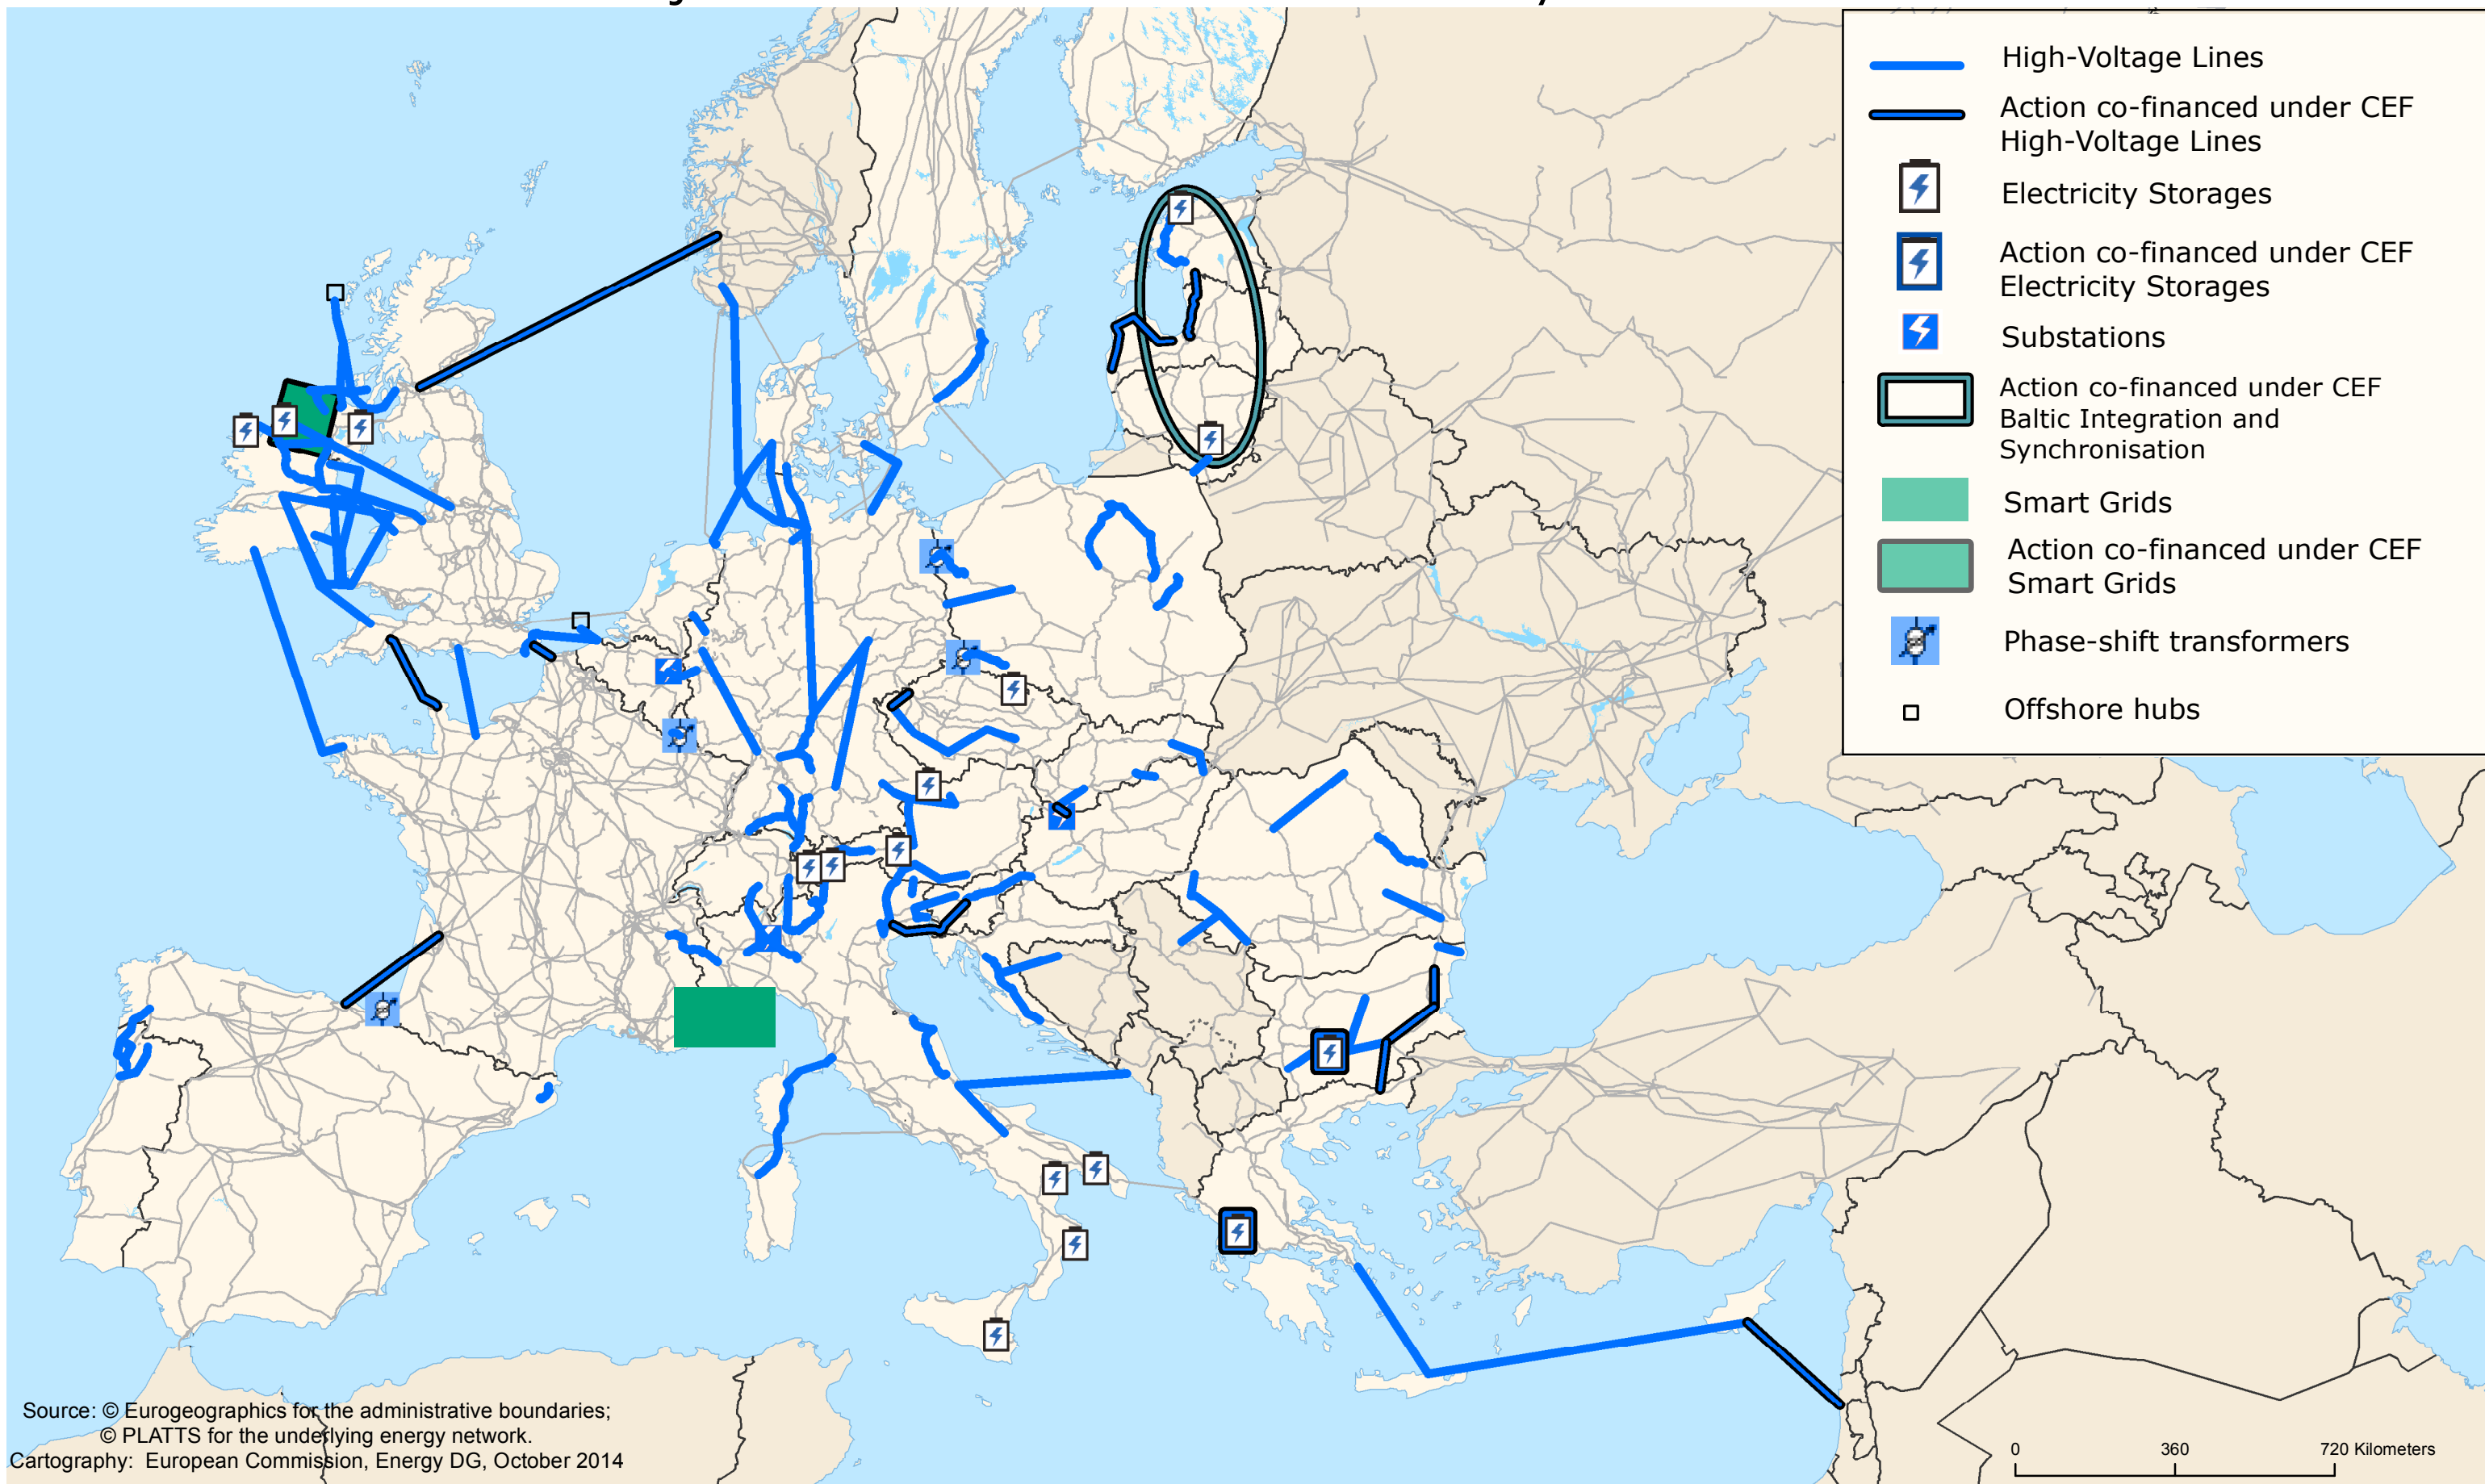 High-Voltage Lines
Action co-financed under CEF
High-Voltage Lines
Electricity Storages
Action co-financed under CEF
Electricity Storages
Substations
Action co-financed under CEF
Baltic Integration and
Synchronisation
Smart Grids
Action co-financed under CEF
Smart Grids
Phase-shift transformers
Offshore hubs
Source: © Eurogeographics for the administrative boundaries;
© PLATTS for the underlying energy network.
Cartography: European Commission, Energy DG, October 2014
0 360 720 Kilometers